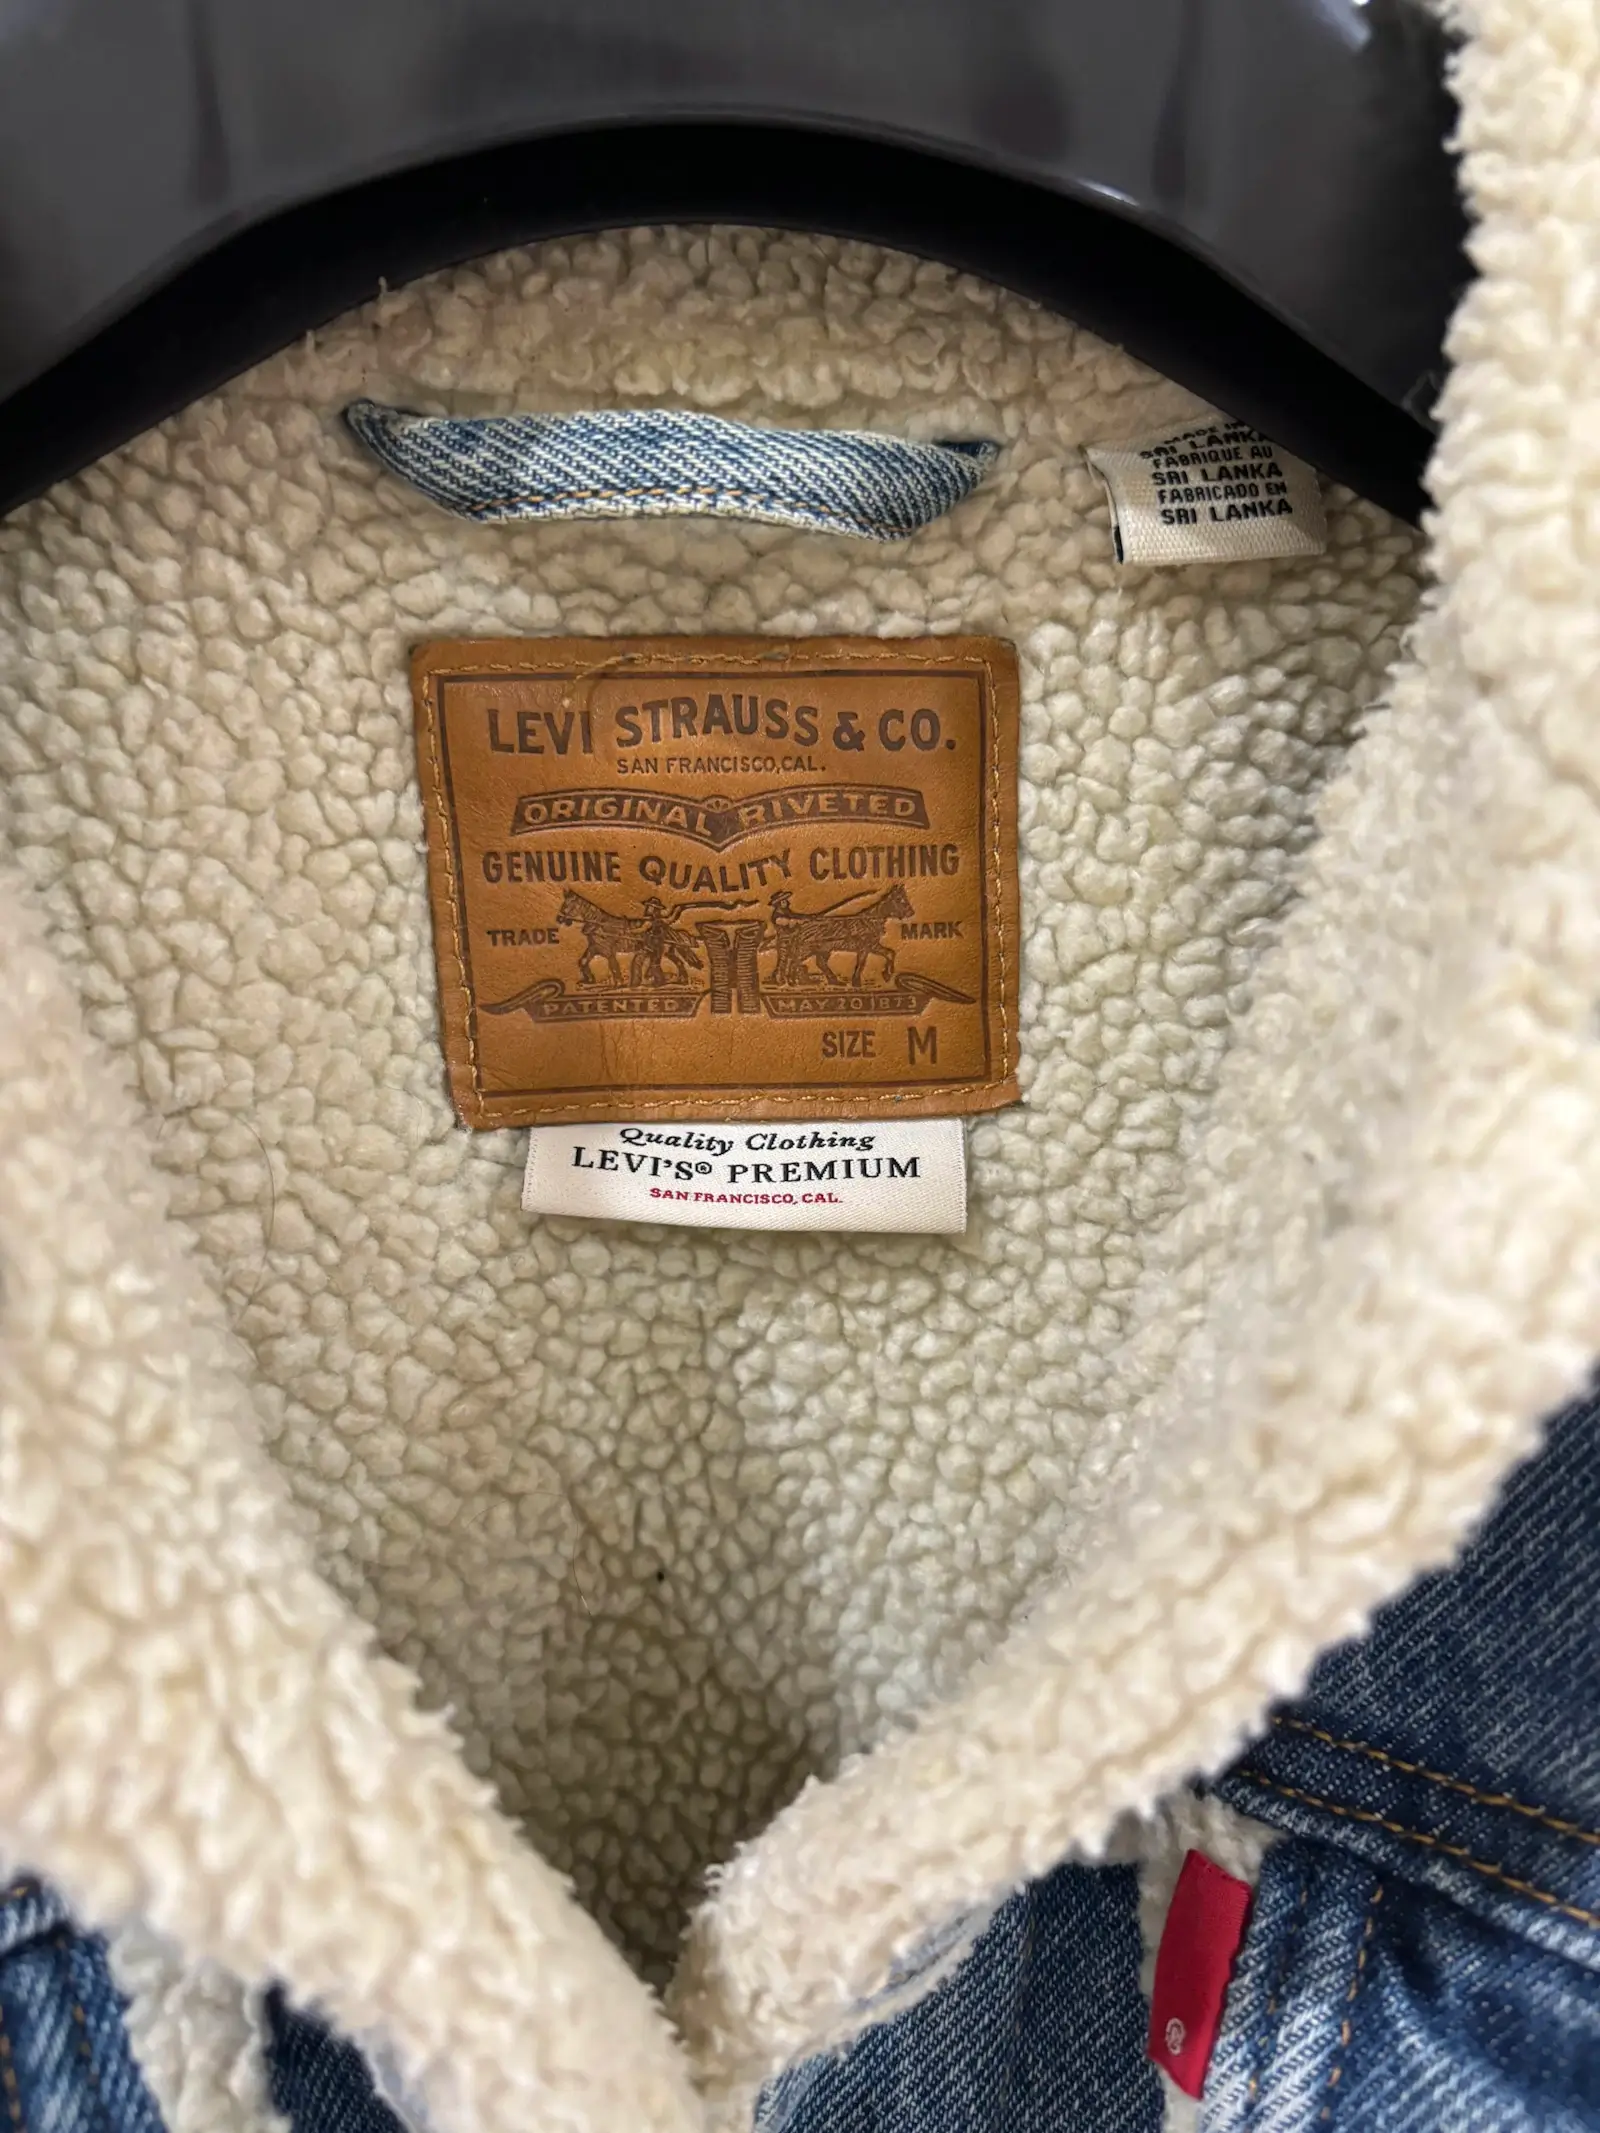 MADE IN
SRI LANKA
FABRIQUE AU
SRI LANKA
FABRICADO EN
SRI LANKA
LEVI STRAUSS & CO.
SAN FRANCISCO,CAL.
ORIGINAL RIVETED
GENUINE QUALITY CLOTHING
TRADE MARK
PATENTED MAY 20 1873
SIZE M
Quality Clothing
LEVI'S® PREMIUM
SAN FRANCISCO, CAL.
®